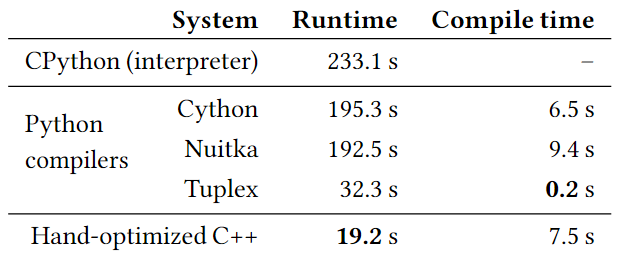 System Runtime Compile time
CPython (interpreter) 233.1 s –
Python compilers
Cython 195.3 s 6.5 s
Nuitka 192.5 s 9.4 s
Tuplex 32.3 s 0.2 s
Hand-optimized C++ 19.2 s 7.5 s